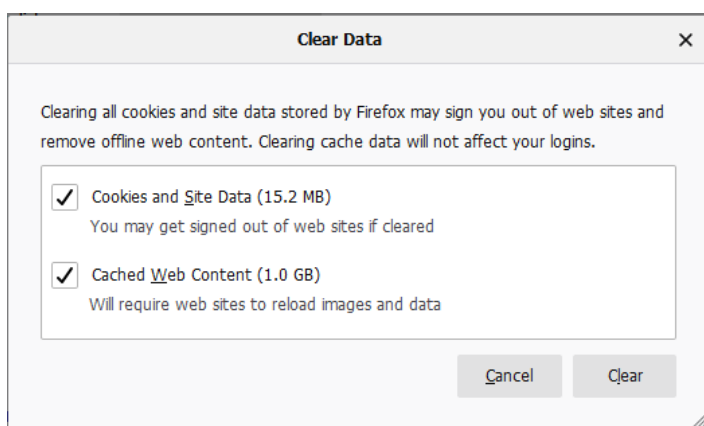 Clear Data
Clearing all cookies and site data stored by Firefox may sign you out of web sites and
remove offline web content. Clearing cache data will not affect your logins.
Cookies and Site Data (15.2 MB)
You may get signed out of web sites if cleared
Cached Web Content (1.0 GB)
Will require web sites to reload images and data
Cancel
Clear